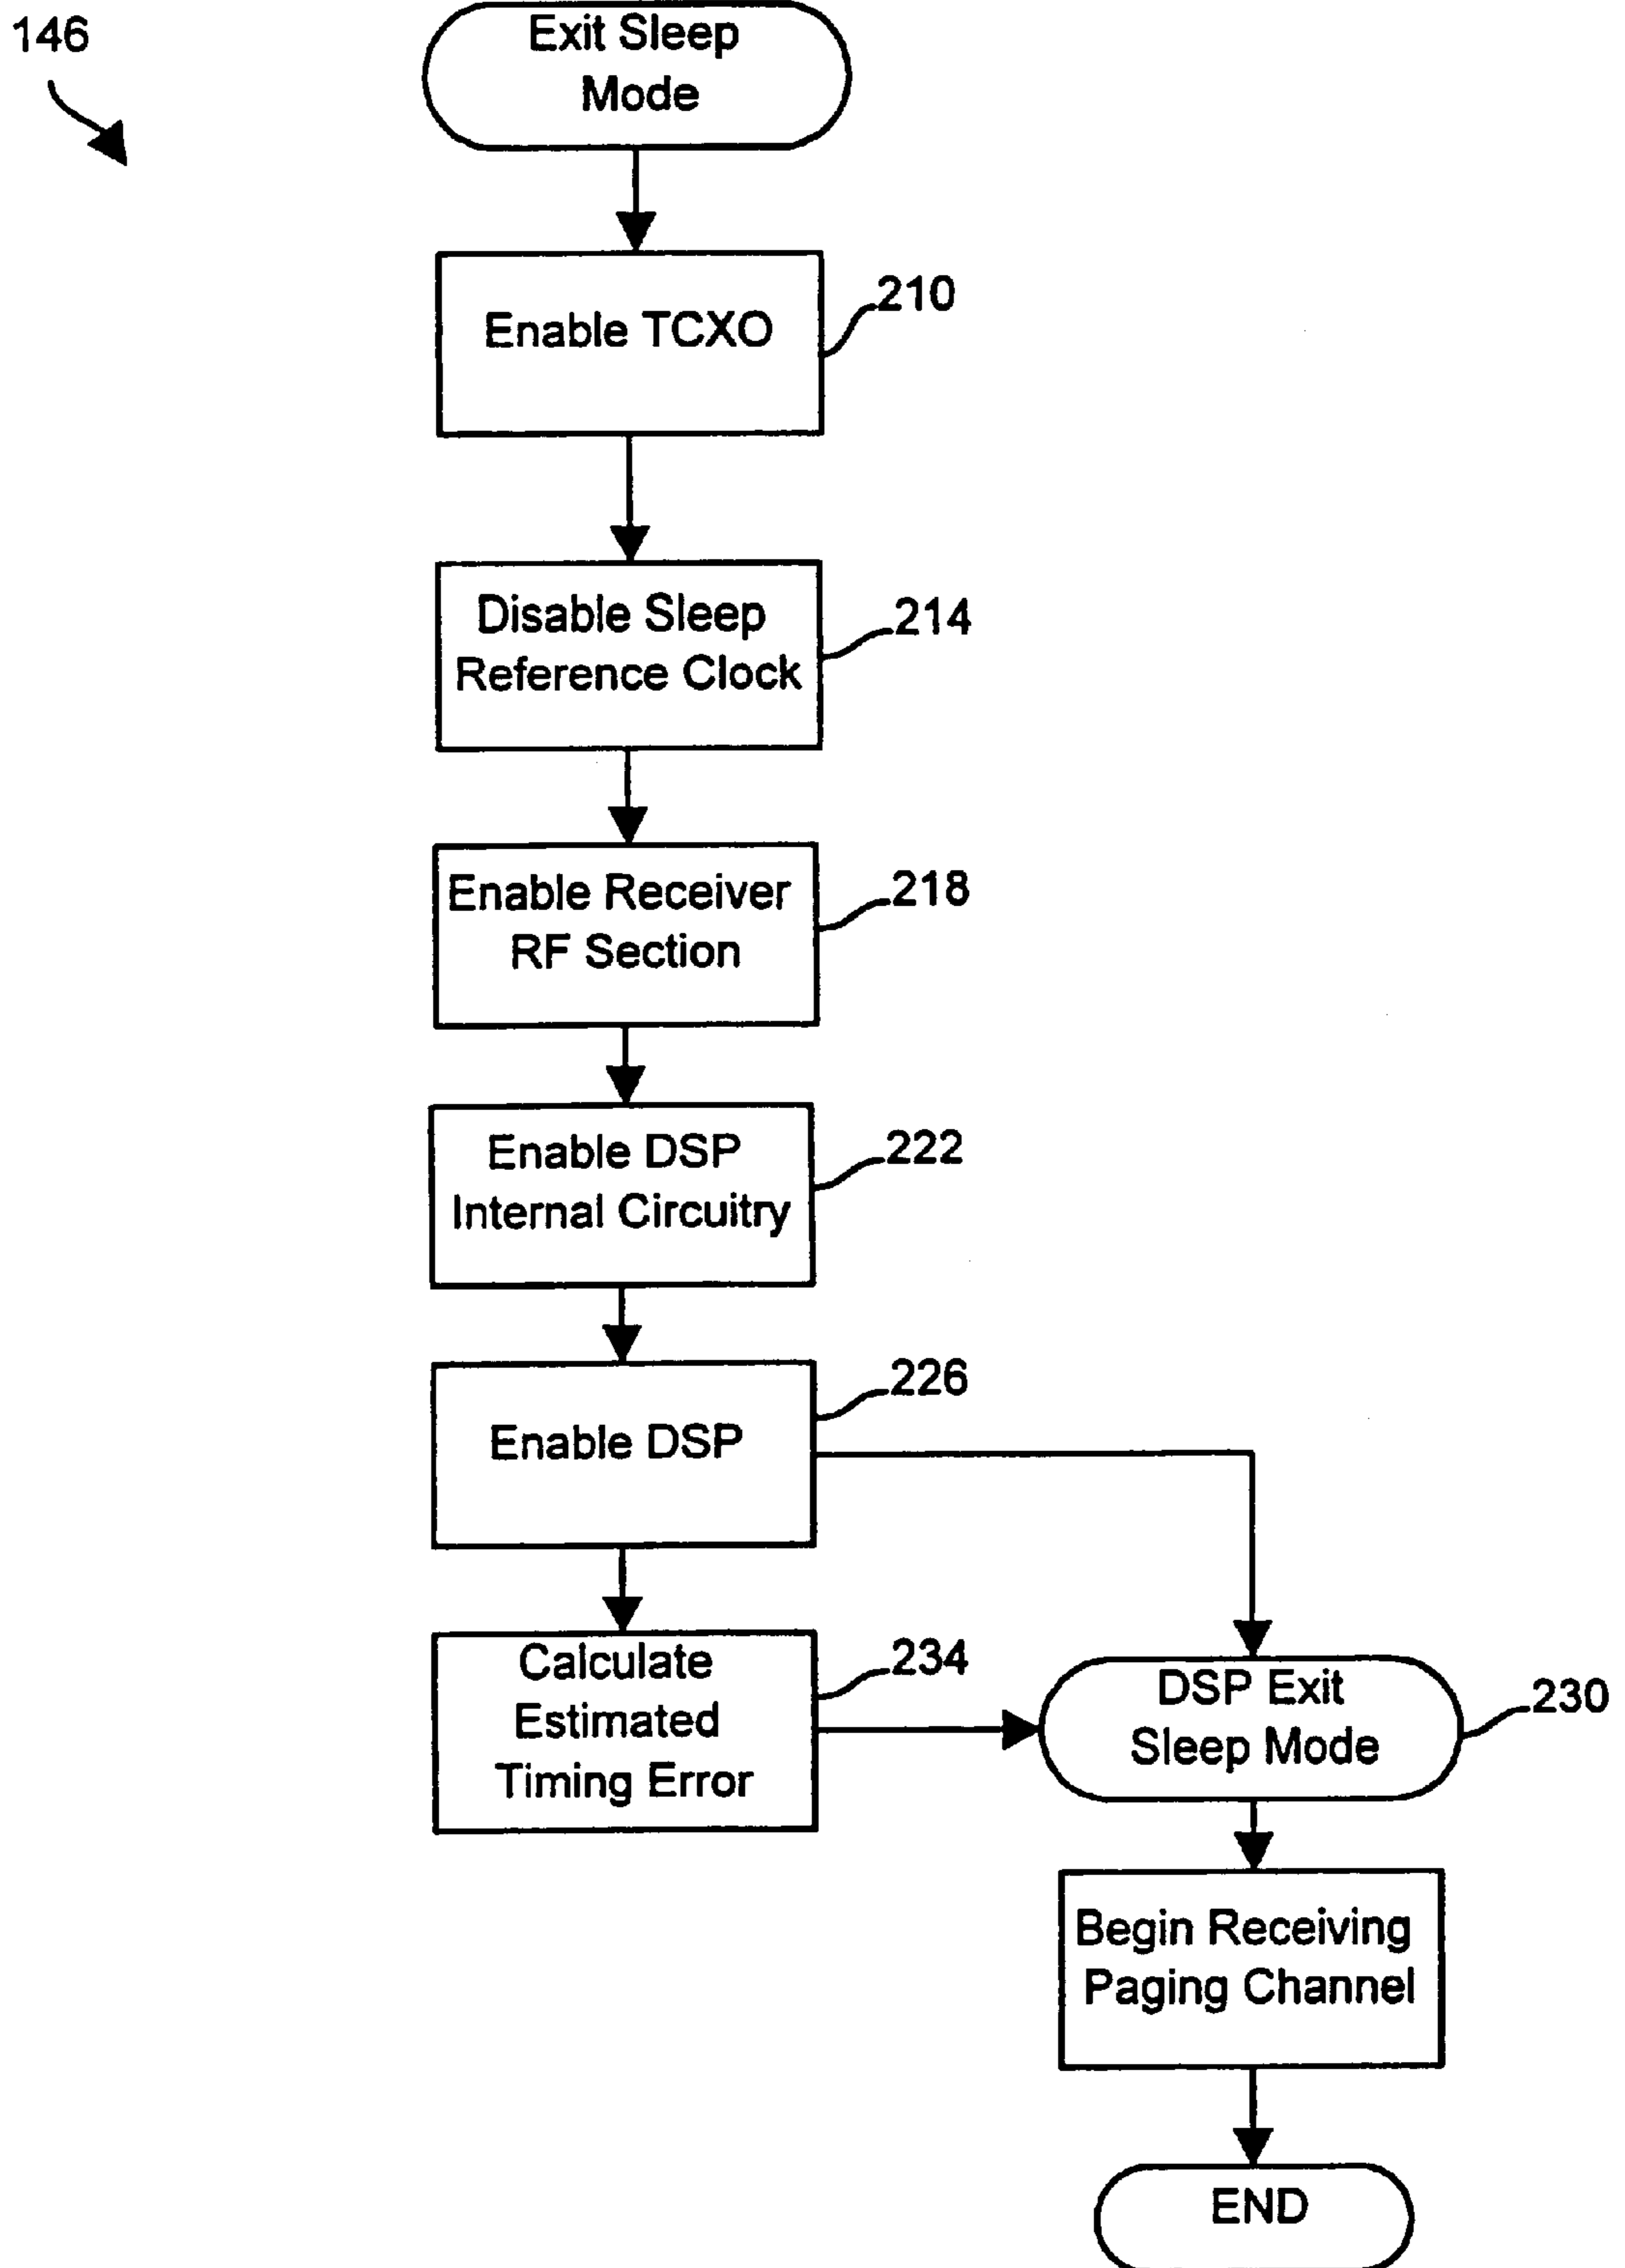 146
Exit Sleep
Mode
Enable TCXO
210
Disable Sleep
Reference Clock
214
Enable Receiver
RF Section
218
Enable DSP
Internal Circuitry
222
Enable DSP
226
Calculate
Estimated
Timing Error
234
DSP Exit
Sleep Mode
230
Begin Receiving
Paging Channel
END